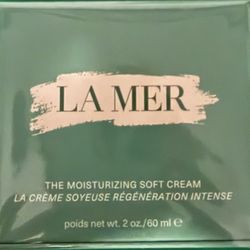 LA MER
THE MOISTURIZING SOFT CREAM
LA CRÈME SOYEUSE RÉGÉNÉRATION INTENSE
poids net wt. 2 oz./60 ml ℮